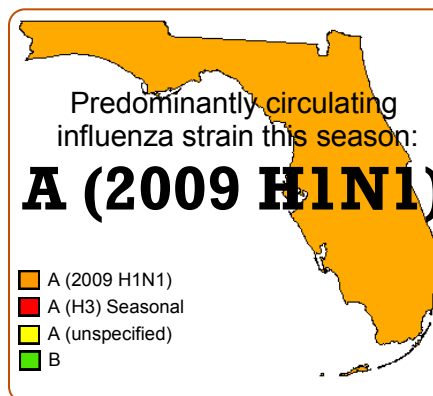 Predominantly circulating
influenza strain this season:
A (2009 H1N1)
A (2009 H1N1)
A (H3) Seasonal
A (unspecified)
B